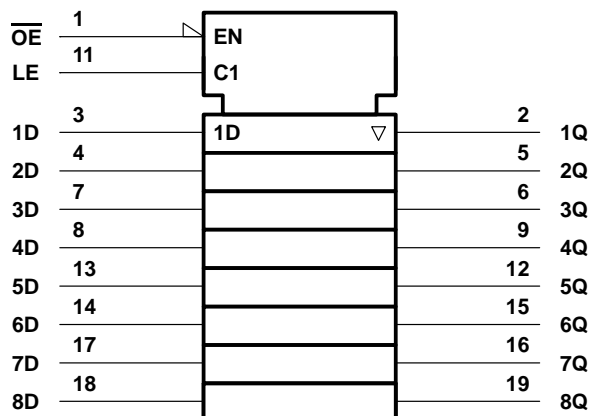 1
O̅E̅ EN
11
LE C1
3 2
1D 1D ▽ 1Q
4 5
2D 2Q
7 6
3D 3Q
8 9
4D 4Q
13 12
5D 5Q
14 15
6D 6Q
17 16
7D 7Q
18 19
8D 8Q